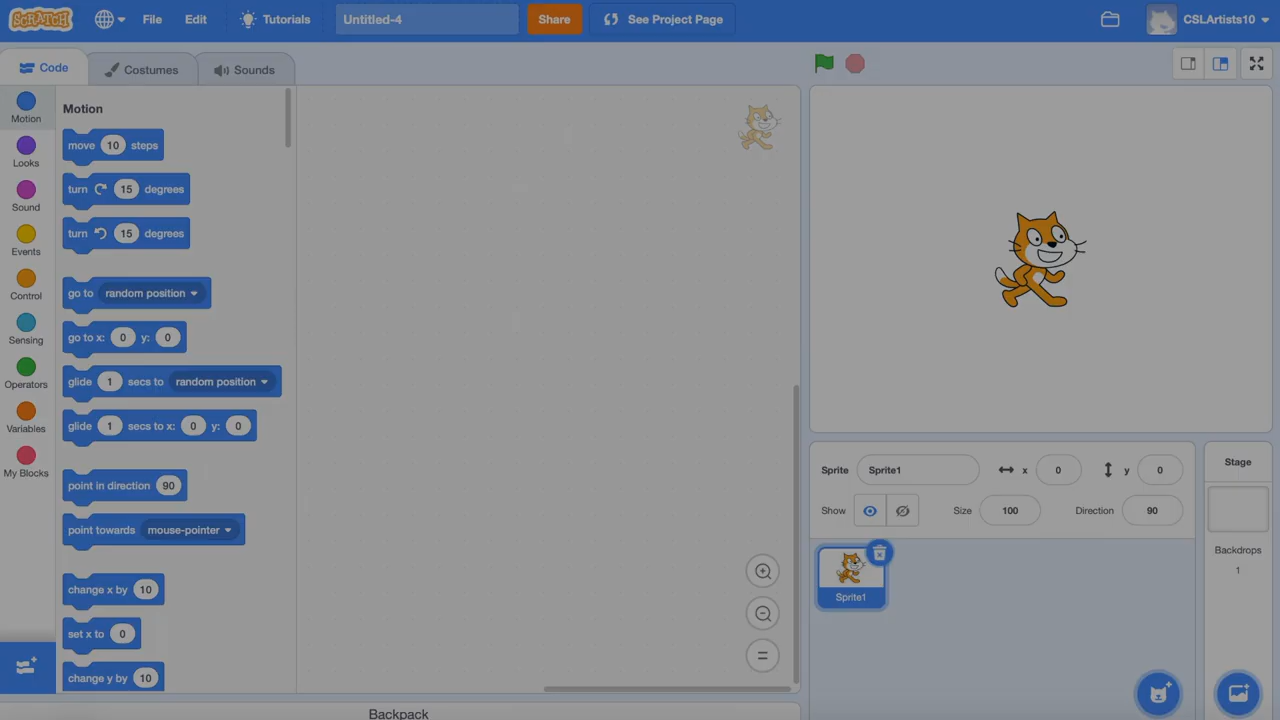 SCRATCH
File
Edit
Tutorials
Untitled-4
Share
See Project Page
CSLArtists10
Code
Costumes
Sounds
Motion
Looks
Sound
Events
Control
Sensing
Operators
Variables
My Blocks
Motion
move 10 steps
turn 15 degrees
turn 15 degrees
go to random position
go to x: 0 y: 0
glide 1 secs to random position
glide 1 secs to x: 0 y: 0
point in direction 90
point towards mouse-pointer
change x by 10
set x to 0
change y by 10
Backpack
Sprite Sprite1 x 0 y 0
Show Size 100 Direction 90
Sprite1
Stage
Backdrops
1